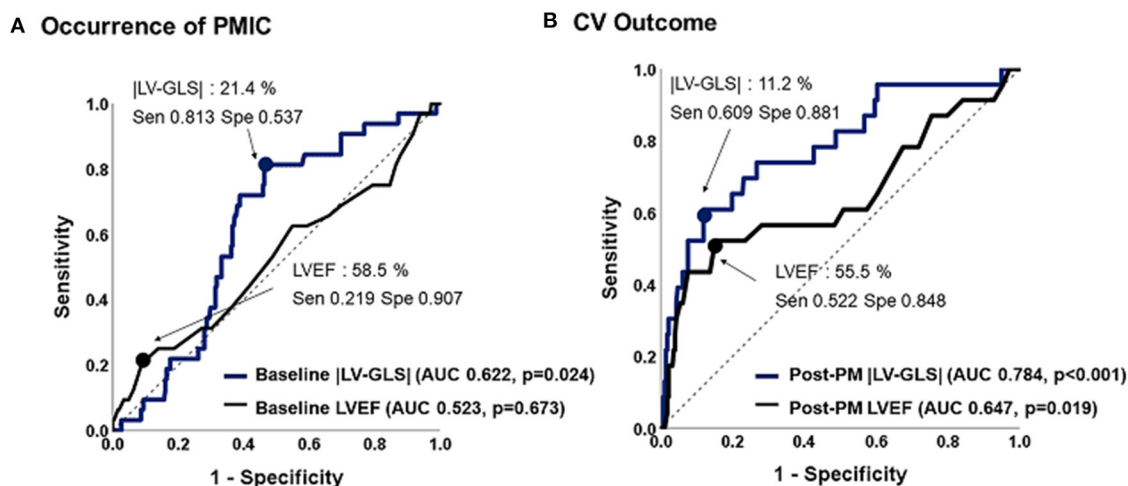 A Occurrence of PMIC
|LV-GLS| : 21.4 %
Sen 0.813 Spe 0.537
1.0
0.8
0.6
0.4
0.2
0.0
Sensitivity
LVEF : 58.5 %
Sen 0.219 Spe 0.907
Baseline |LV-GLS| (AUC 0.622, p=0.024)
Baseline LVEF (AUC 0.523, p=0.673)
0.0 0.2 0.4 0.6 0.8 1.0
1 - Specificity
B CV Outcome
|LV-GLS| : 11.2 %
Sen 0.609 Spe 0.881
1.0
0.8
0.6
0.4
0.2
0.0
Sensitivity
LVEF : 55.5 %
Sen 0.522 Spe 0.848
Post-PM |LV-GLS| (AUC 0.784, p<0.001)
Post-PM LVEF (AUC 0.647, p=0.019)
0.0 0.2 0.4 0.6 0.8 1.0
1 - Specificity